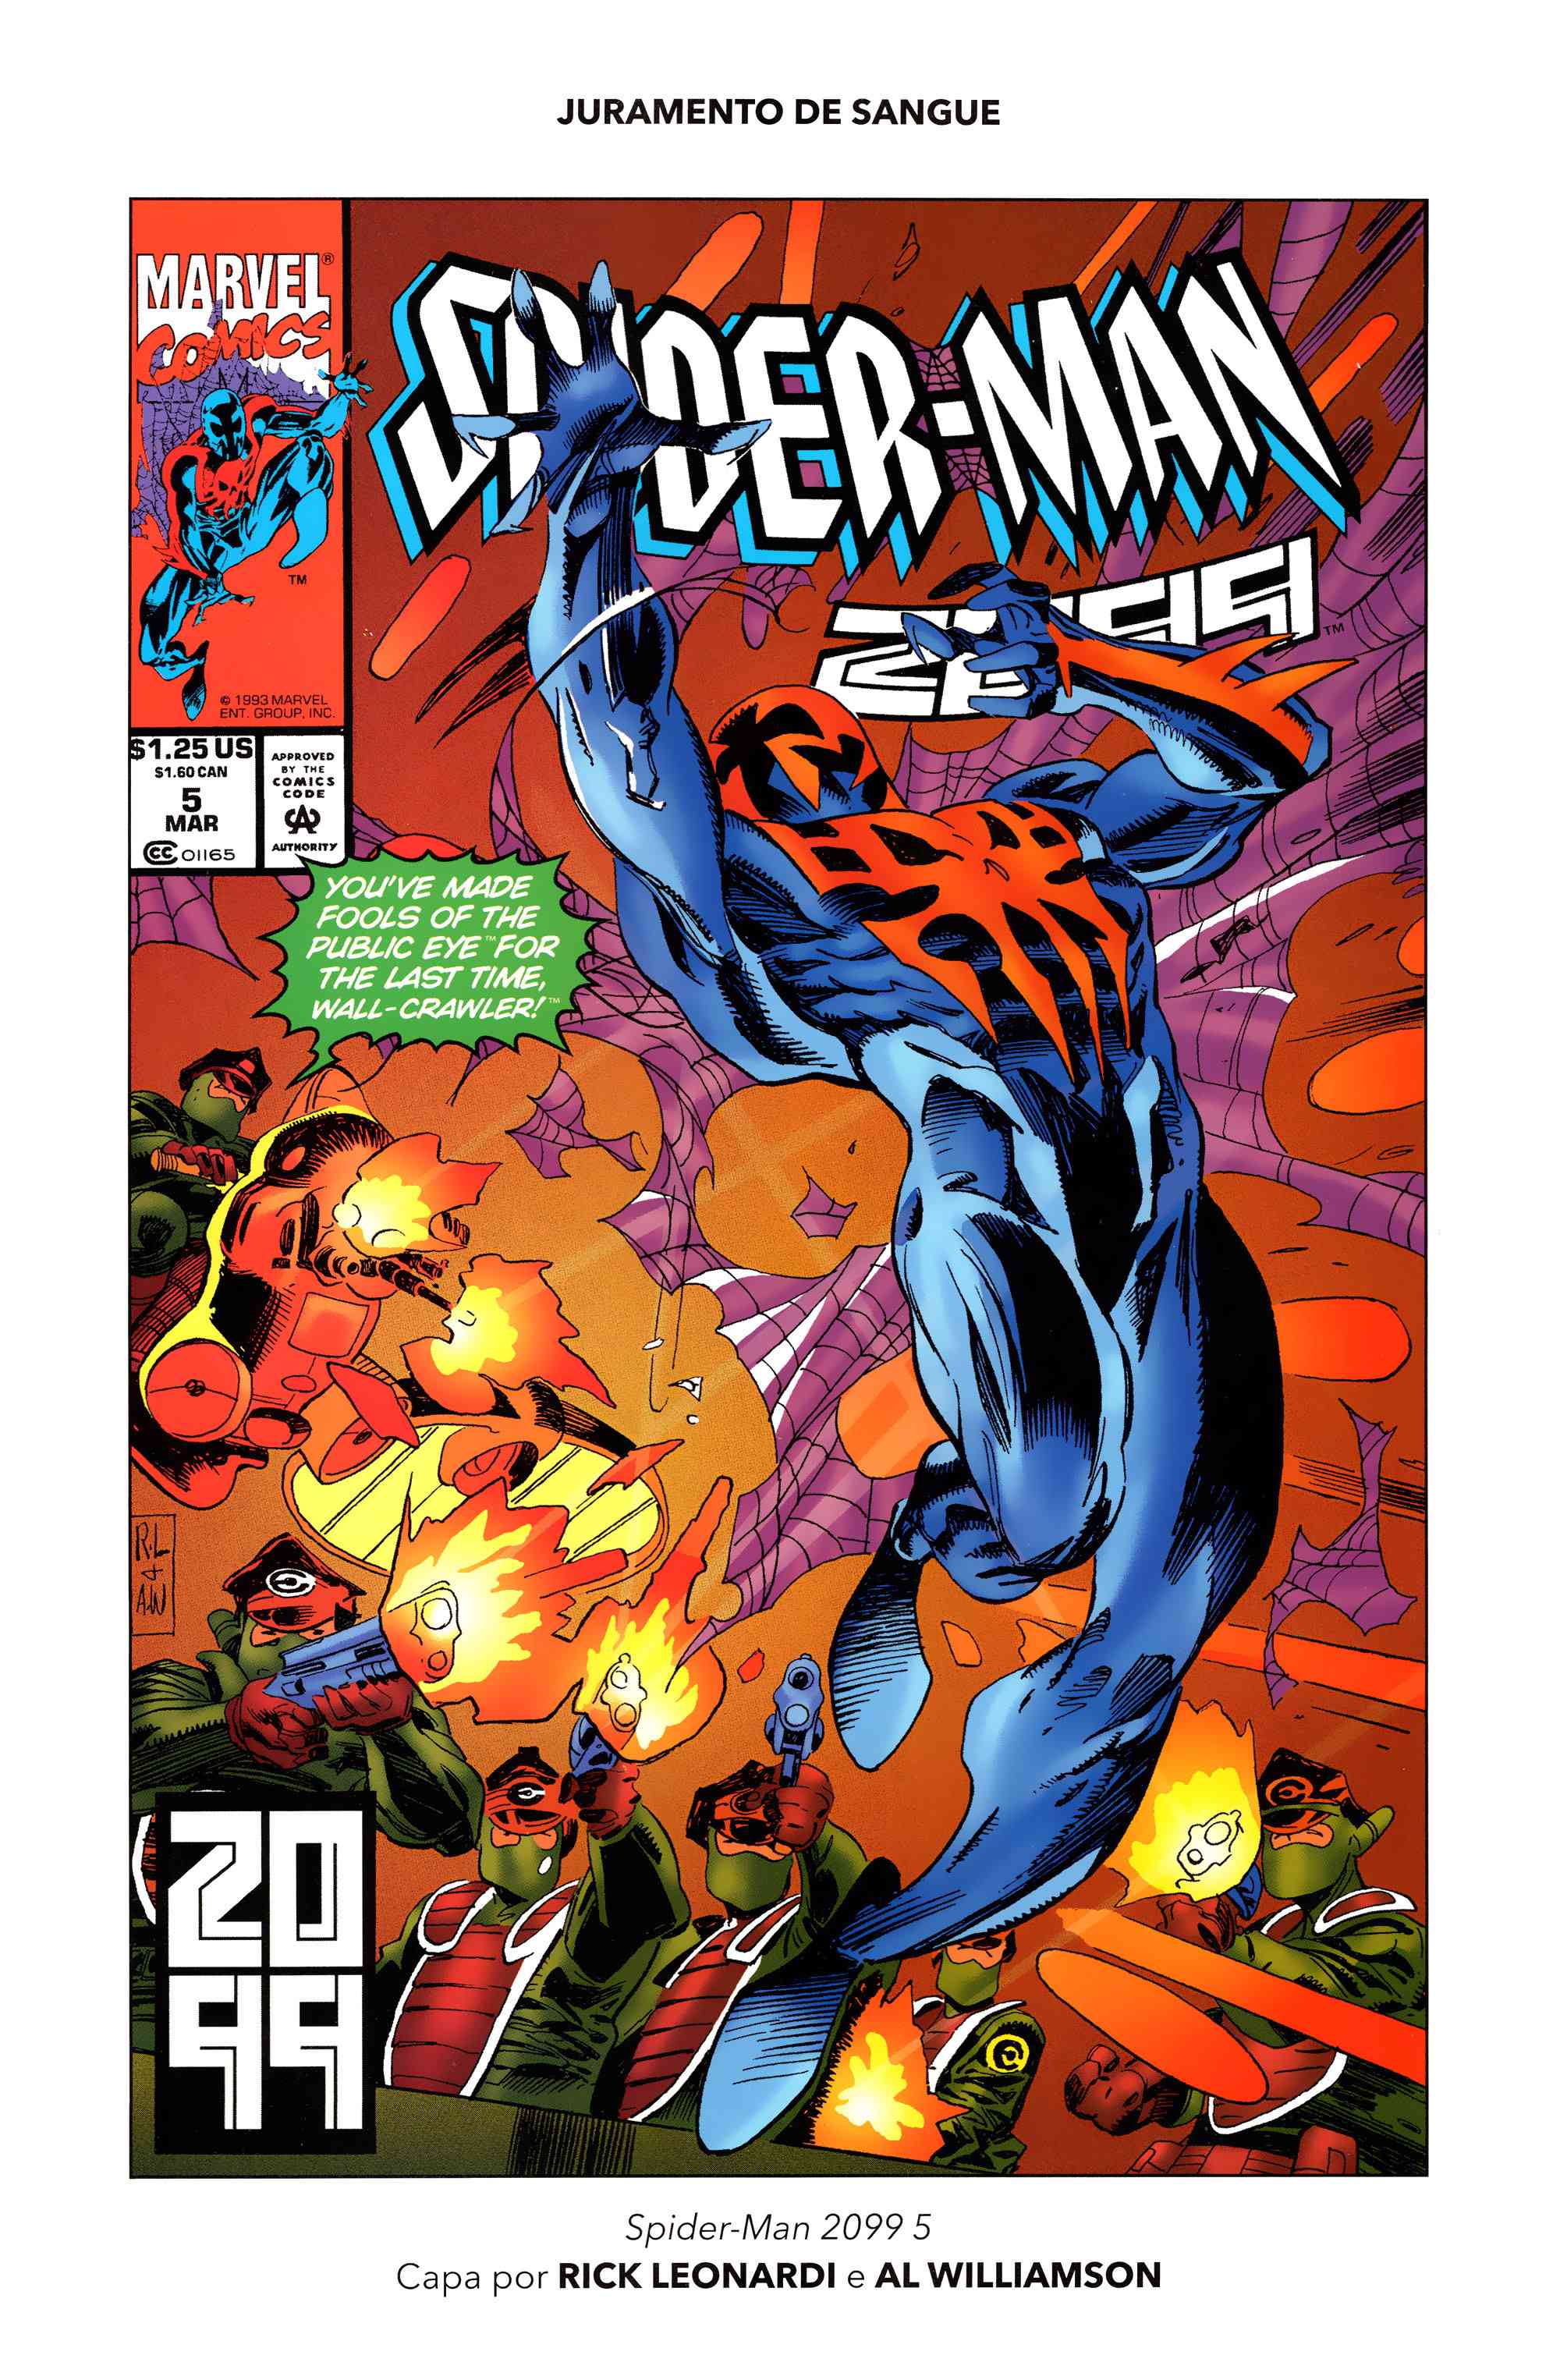 JURAMENTO DE SANGUE
MARVEL®
COMICS
SPIDER-MAN
2099™
™
© 1993 MARVEL
ENT. GROUP, INC.
$1.25 US
$1.60 CAN
5
MAR
CC 01165
APPROVED
BY THE
COMICS
CODE
CA
AUTHORITY
YOU'VE MADE
FOOLS OF THE
PUBLIC EYE™ FOR
THE LAST TIME,
WALL-CRAWLER!™
R.L
+
A.W
20
99
Spider-Man 2099 5
Capa por RICK LEONARDI e AL WILLIAMSON